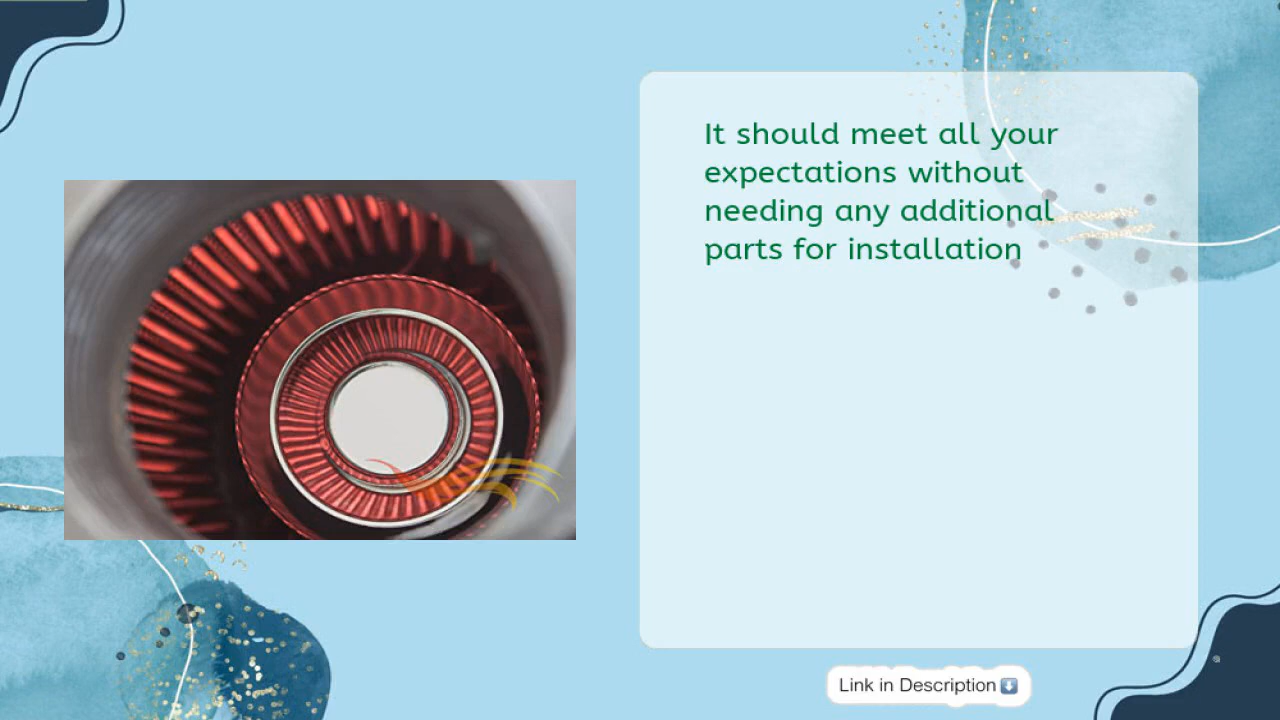 It should meet all your
expectations without
needing any additional
parts for installation
Link in Description ⬇️